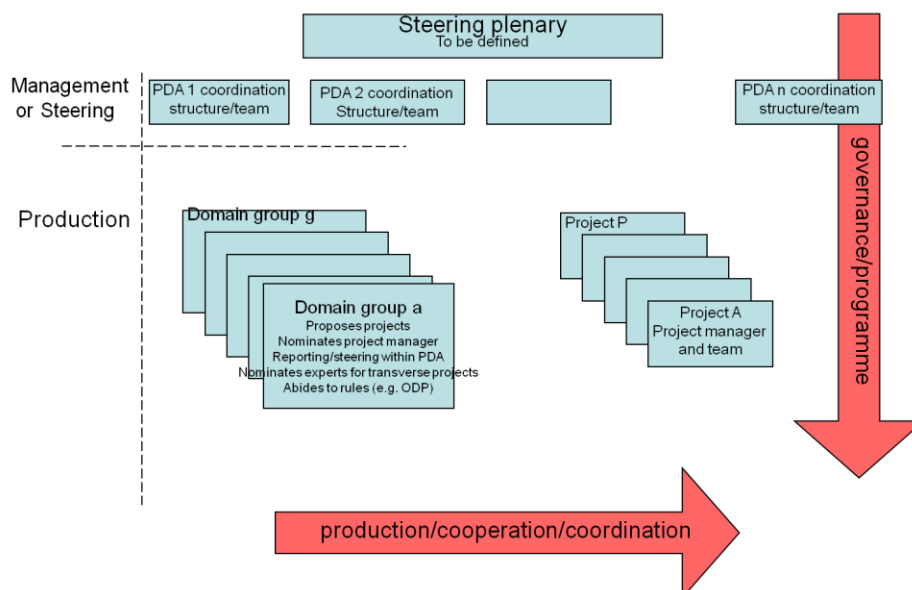 Steering plenary
To be defined
Management
or Steering
PDA 1 coordination
structure/team
PDA 2 coordination
Structure/team
PDA n coordination
structure/team
governance/programme
Production
Domain group g
Project P
Domain group a
Proposes projects
Nominates project manager
Reporting/steering within PDA
Nominates experts for transverse projects
Abides to rules (e.g. ODP)
Project A
Project manager
and team
production/cooperation/coordination